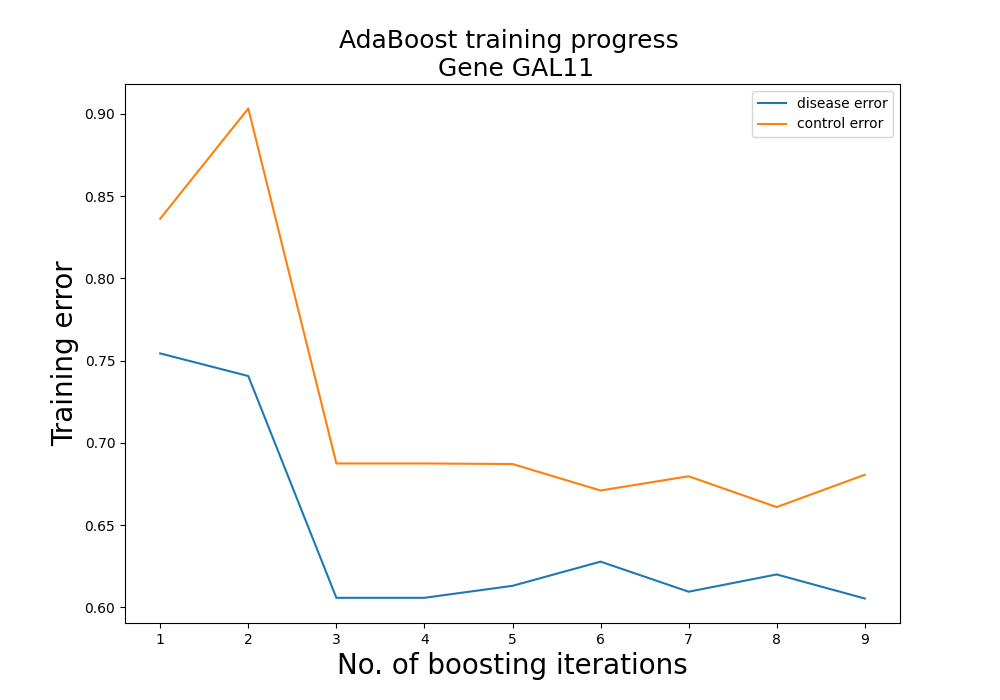 AdaBoost training progress
Gene GAL11
disease error
control error
Training error
0.90
0.85
0.80
0.75
0.70
0.65
0.60
1 2 3 4 5 6 7 8 9
No. of boosting iterations